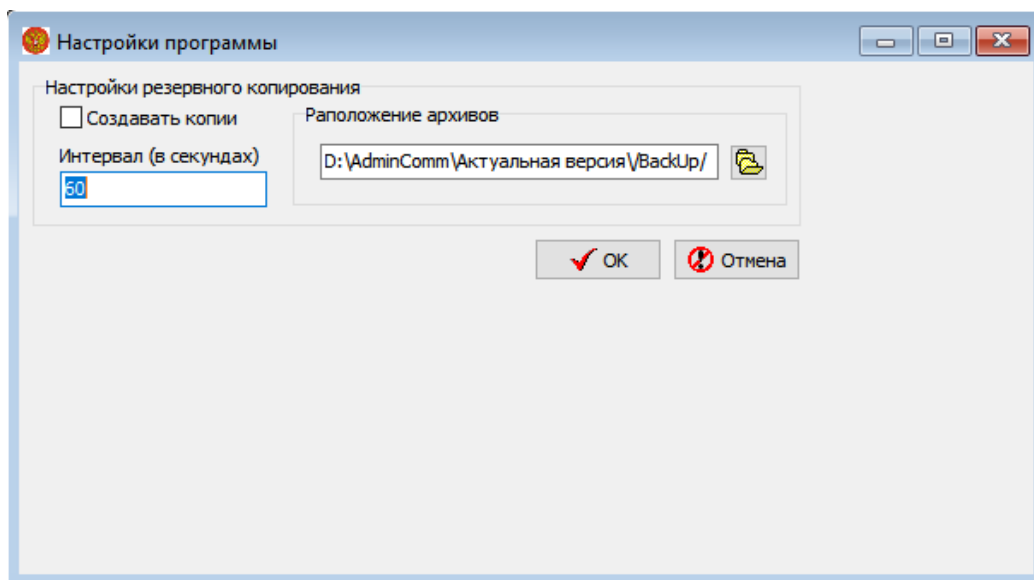 Настройки программы
Настройки резервного копирования
Создавать копии
Раположение архивов
Интервал (в секундах)
D:\AdminComm\Актуальная версия\/BackUp/
60
OK
Отмена